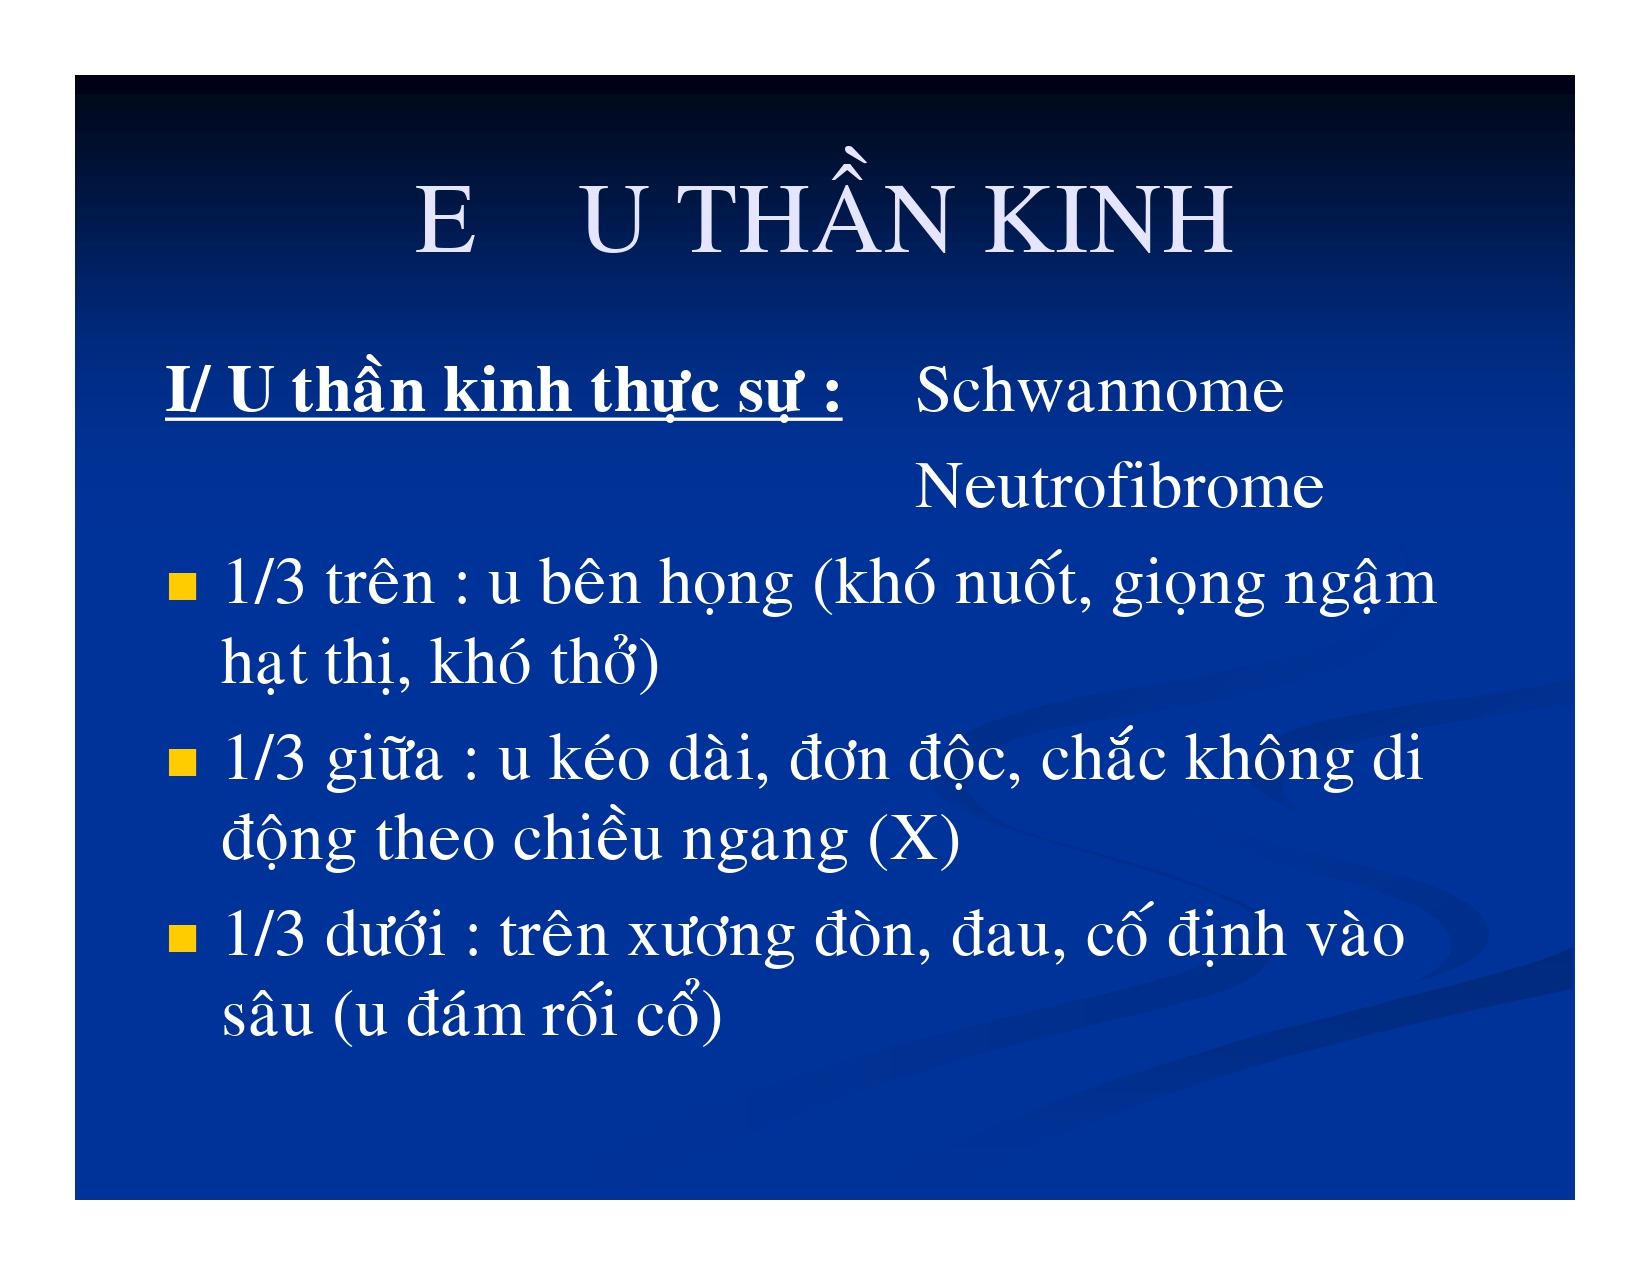 E U THẦN KINH
I/ U thần kinh thực sự : Schwannome
Neutrofibrome
1/3 trên : u bên họng (khó nuốt, giọng ngậm
hạt thị, khó thở)
1/3 giữa : u kéo dài, đơn độc, chắc không di
động theo chiều ngang (X)
1/3 dưới : trên xương đòn, đau, cố định vào
sâu (u đám rối cổ)